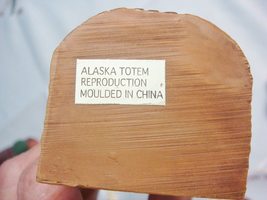 ALASKA TOTEM
REPRODUCTION
MOULDED IN CHINA